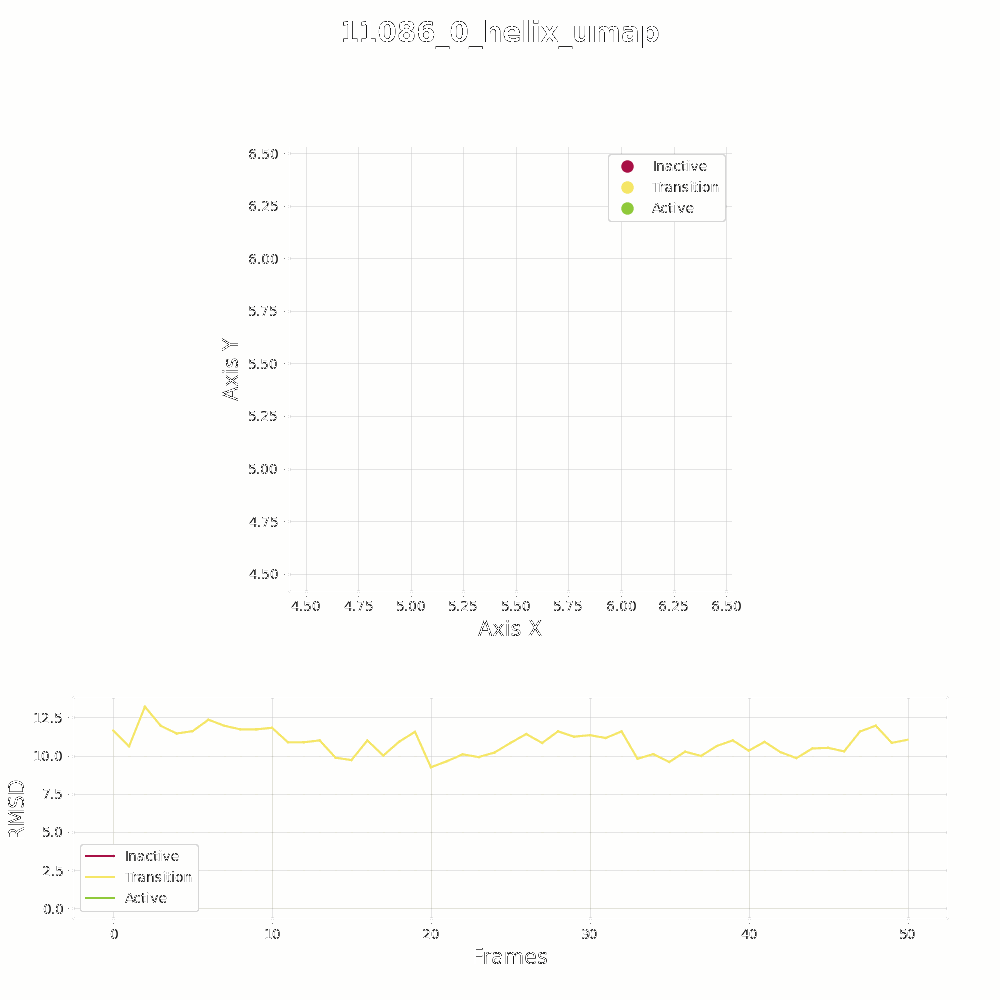 11086_0_helix_umap
6.50
6.25
6.00
5.75
5.50
5.25
5.00
4.75
4.50
Axis Y
Inactive
Transition
Active
4.50 4.75 5.00 5.25 5.50 5.75 6.00 6.25 6.50
Axis X
12.5
10.0
7.5
5.0
2.5
0.0
RMSD
Inactive
Transition
Active
0 10 20 30 40 50
Frames